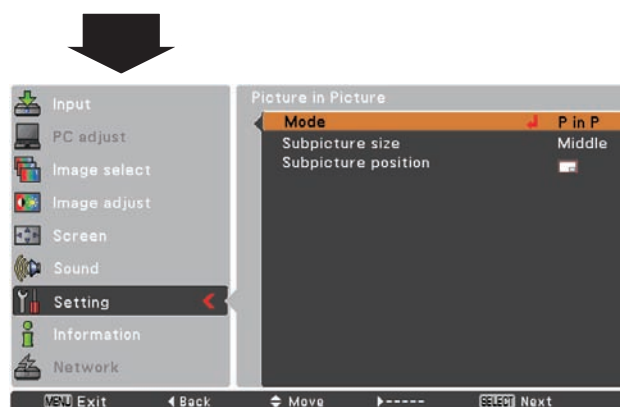 Input
PC adjust
Image select
Image adjust
Screen
Sound
Setting
Information
Network
Picture in Picture
Mode P in P
Subpicture size Middle
Subpicture position
MENU Exit Back Move ----- SELECT Next